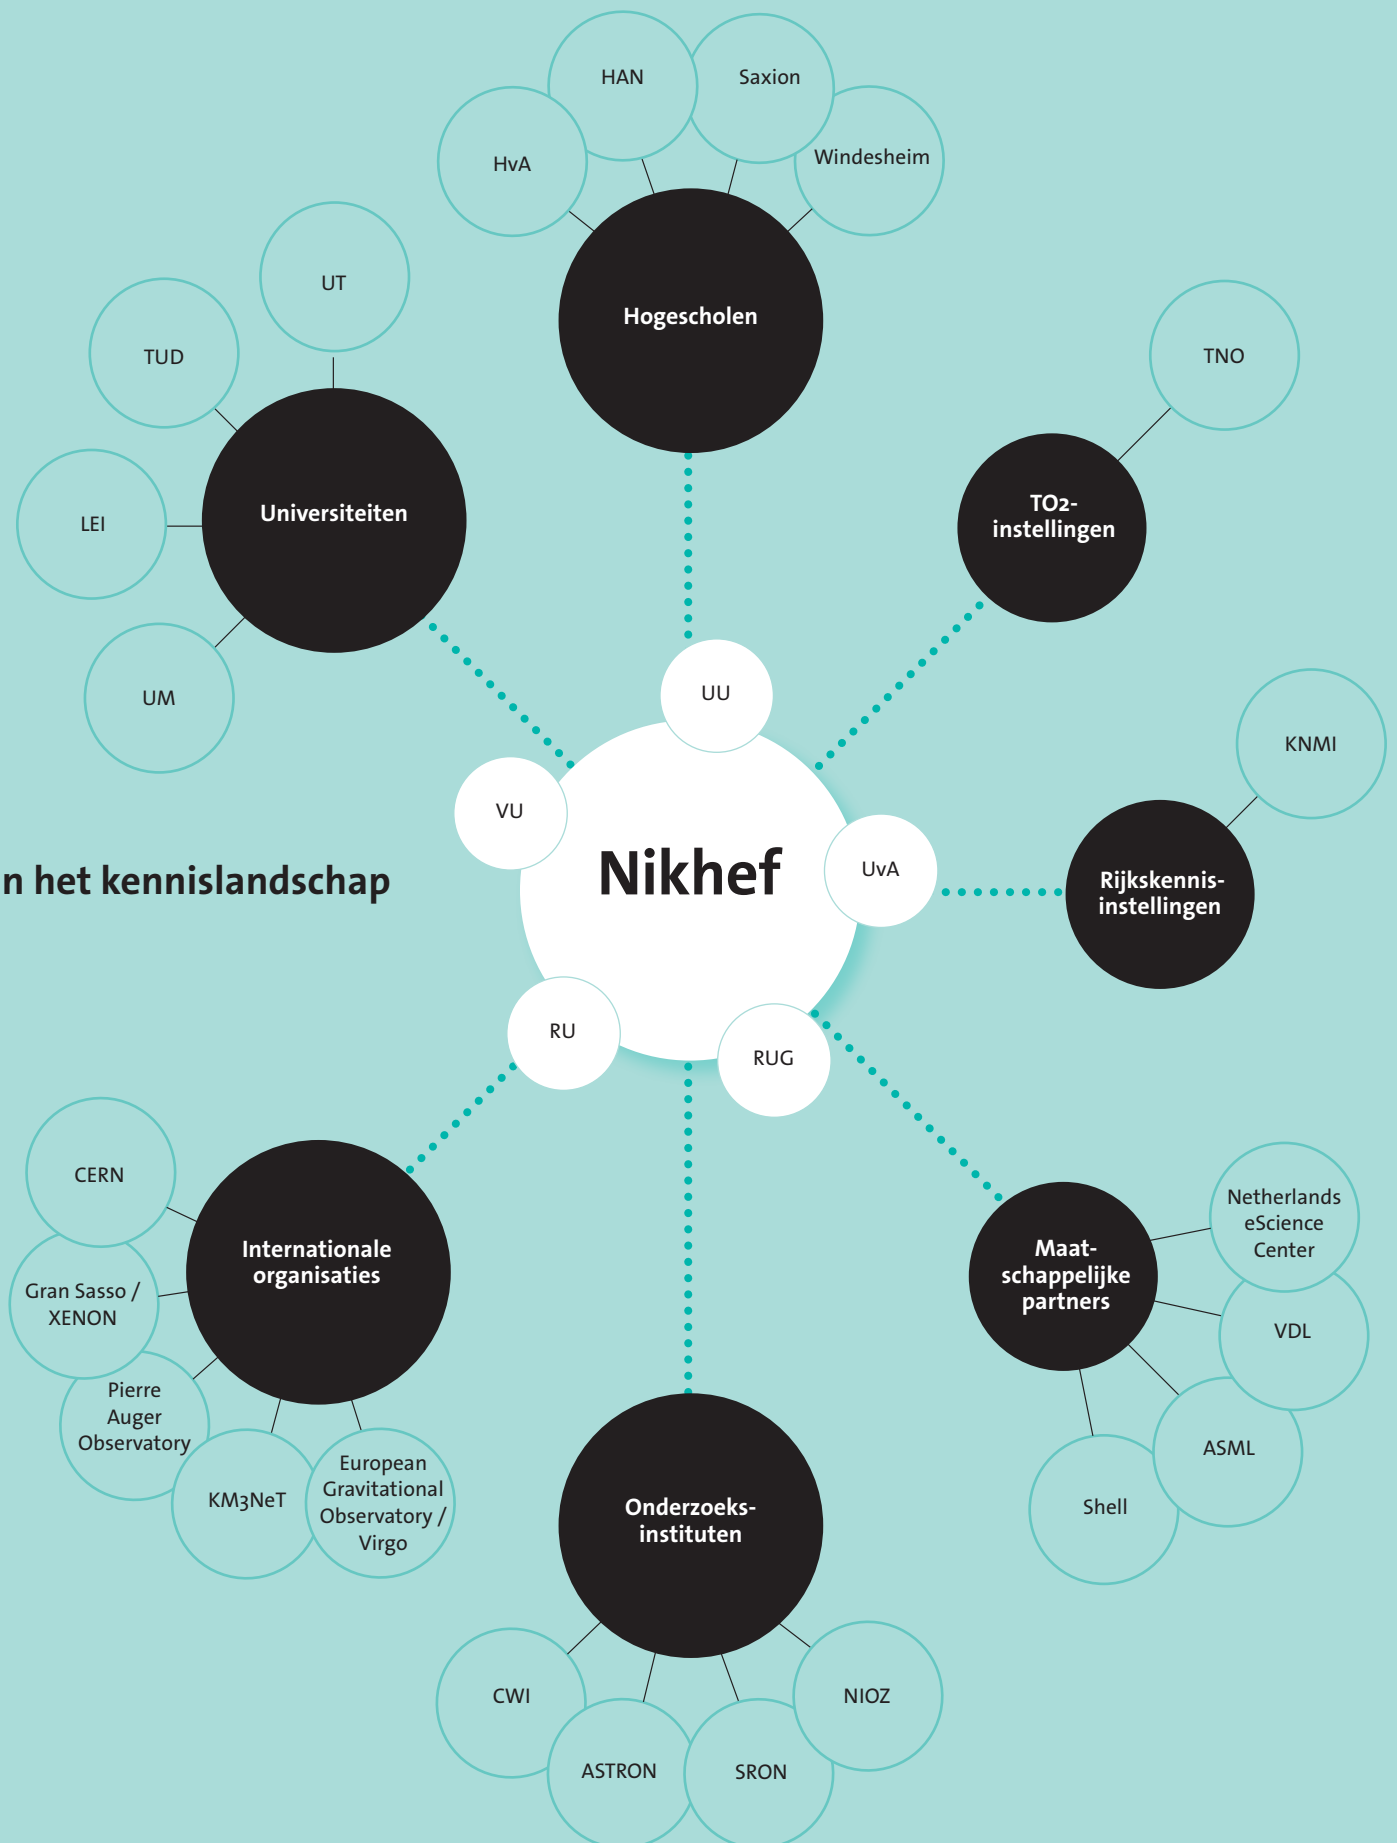 HAN
Saxion
HvA
Windesheim
Hogescholen
UT
TUD
LEI
UM
Universiteiten
TNO
TO2-
instellingen
KNMI
Rijkskennis-
instellingen
UU
VU
UvA
RU
RUG
Nikhef
n het kennislandschap
CERN
Gran Sasso /
XENON
Pierre
Auger
Observatory
KM3NeT
European
Gravitational
Observatory /
Virgo
Internationale
organisaties
Maat-
schappelijke
partners
Netherlands
eScience
Center
VDL
ASML
Shell
Onderzoeks-
instituten
CWI
ASTRON
SRON
NIOZ